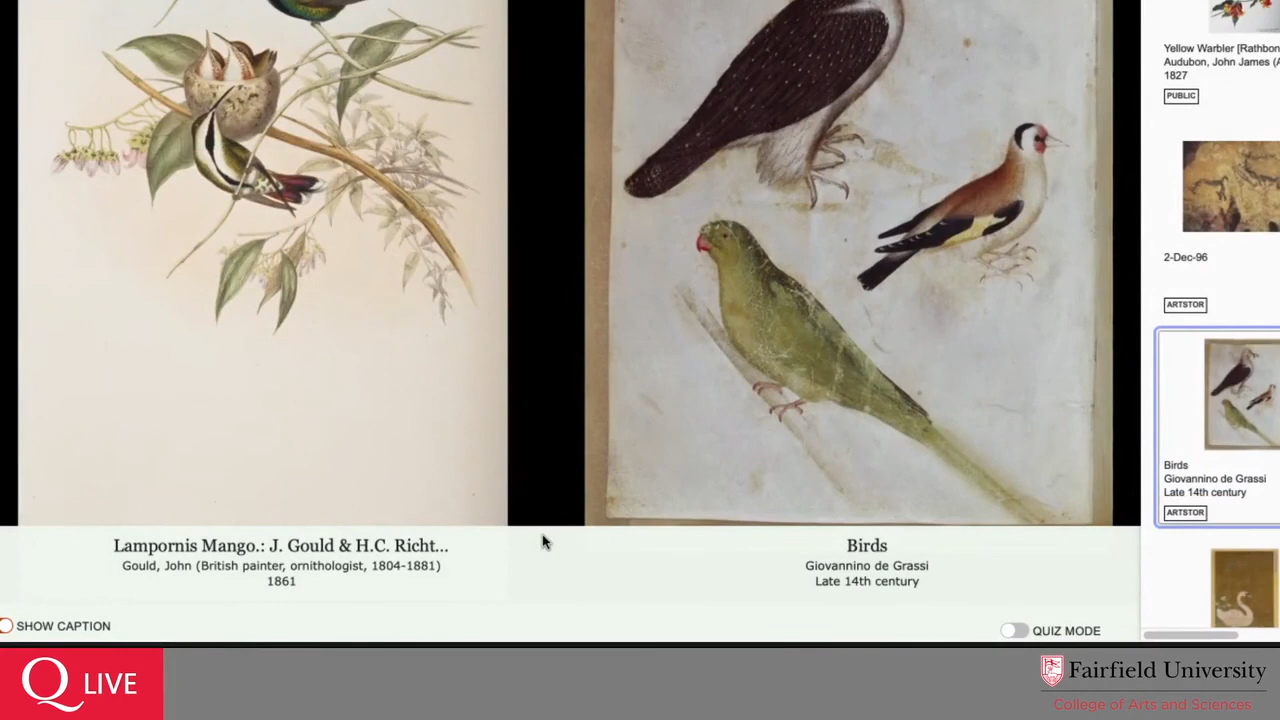 Yellow Warbler [Rathbon
Audubon, John James (A
1827
PUBLIC
2-Dec-96
ARTSTOR
Birds
Giovannino de Grassi
Late 14th century
ARTSTOR
Lampornis Mango.: J. Gould & H.C. Richt...
Gould, John (British painter, ornithologist, 1804-1881)
1861
Birds
Giovannino de Grassi
Late 14th century
SHOW CAPTION
QUIZ MODE
Q LIVE
Fairfield University
College of Arts and Sciences